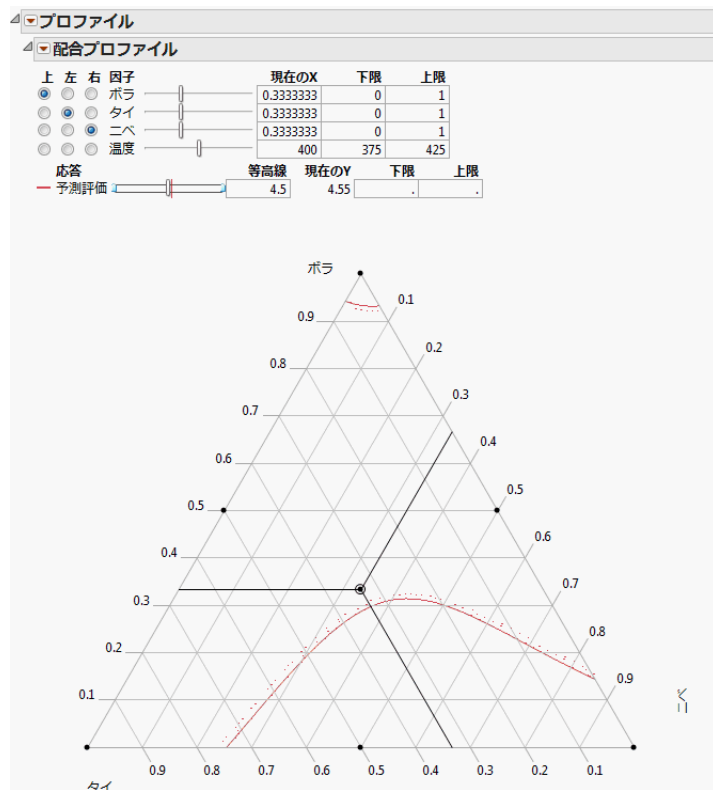 プロファイル
配合プロファイル
上 左 右 因子 現在のX 下限 上限
ボラ 0.3333333 0 1
タイ 0.3333333 0 1
ニベ 0.3333333 0 1
温度 400 375 425
応答 等高線 現在のY 下限 上限
予測評価 4.5 4.55 . .
ボラ
0.1
0.9
0.2
0.8
0.3
0.7
0.4
0.6
0.5
0.5
0.6
0.4
0.7
0.3
0.8
0.2
0.9
0.1
ニベ
0.9 0.8 0.7 0.6 0.5 0.4 0.3 0.2 0.1
タイ